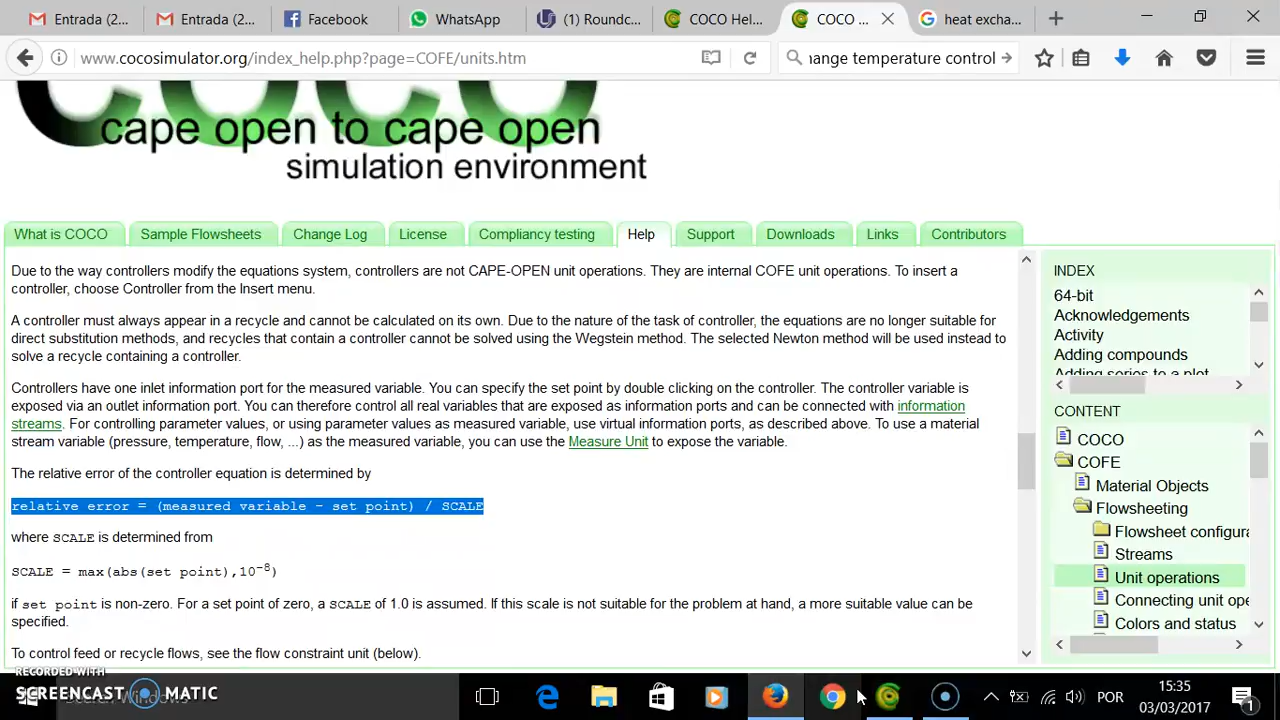 Entrada (2...
Entrada (2...
Facebook
WhatsApp
(1) Roundc...
COCO Hel...
COCO ...
heat excha...
www.cocosimulator.org/index_help.php?page=COFE/units.htm
ange temperature control
cape open to cape open
simulation environment
What is COCO
Sample Flowsheets
Change Log
License
Compliancy testing
Help
Support
Downloads
Links
Contributors
Due to the way controllers modify the equations system, controllers are not CAPE-OPEN unit operations. They are internal COFE unit operations. To insert a
controller, choose Controller from the Insert menu.
A controller must always appear in a recycle and cannot be calculated on its own. Due to the nature of the task of controller, the equations are no longer suitable for
direct substitution methods, and recycles that contain a controller cannot be solved using the Wegstein method. The selected Newton method will be used instead to
solve a recycle containing a controller.
Controllers have one inlet information port for the measured variable. You can specify the set point by double clicking on the controller. The controller variable is
exposed via an outlet information port. You can therefore control all real variables that are exposed as information ports and can be connected with information
streams. For controlling parameter values, or using parameter values as measured variable, use virtual information ports, as described above. To use a material
stream variable (pressure, temperature, flow, ...) as the measured variable, you can use the Measure Unit to expose the variable.
The relative error of the controller equation is determined by
relative error = (measured variable - set point) / SCALE
where SCALE is determined from
SCALE = max(abs(set point),10⁻⁸)
if set point is non-zero. For a set point of zero, a SCALE of 1.0 is assumed. If this scale is not suitable for the problem at hand, a more suitable value can be
specified.
To control feed or recycle flows, see the flow constraint unit (below).
INDEX
64-bit
Acknowledgements
Activity
Adding compounds
Adding series to a plot
CONTENT
COCO
COFE
Material Objects
Flowsheeting
Flowsheet configura
Streams
Unit operations
Connecting unit ope
Colors and status
RECORDED WITH
SCREENCAST MATIC
Search Windows
POR
15:35
03/03/2017
1